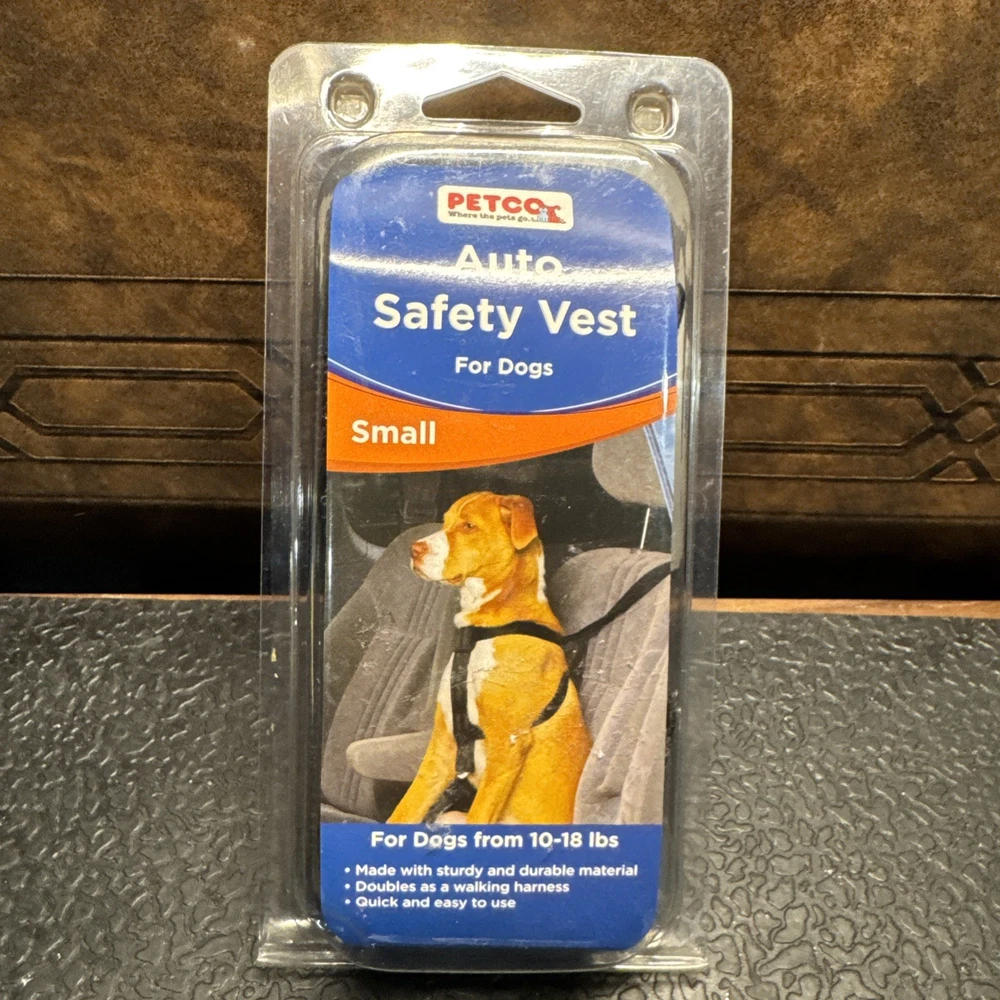 PETCO
Where the pets go.
Auto
Safety Vest
For Dogs
Small
For Dogs from 10-18 lbs
• Made with sturdy and durable material
• Doubles as a walking harness
• Quick and easy to use